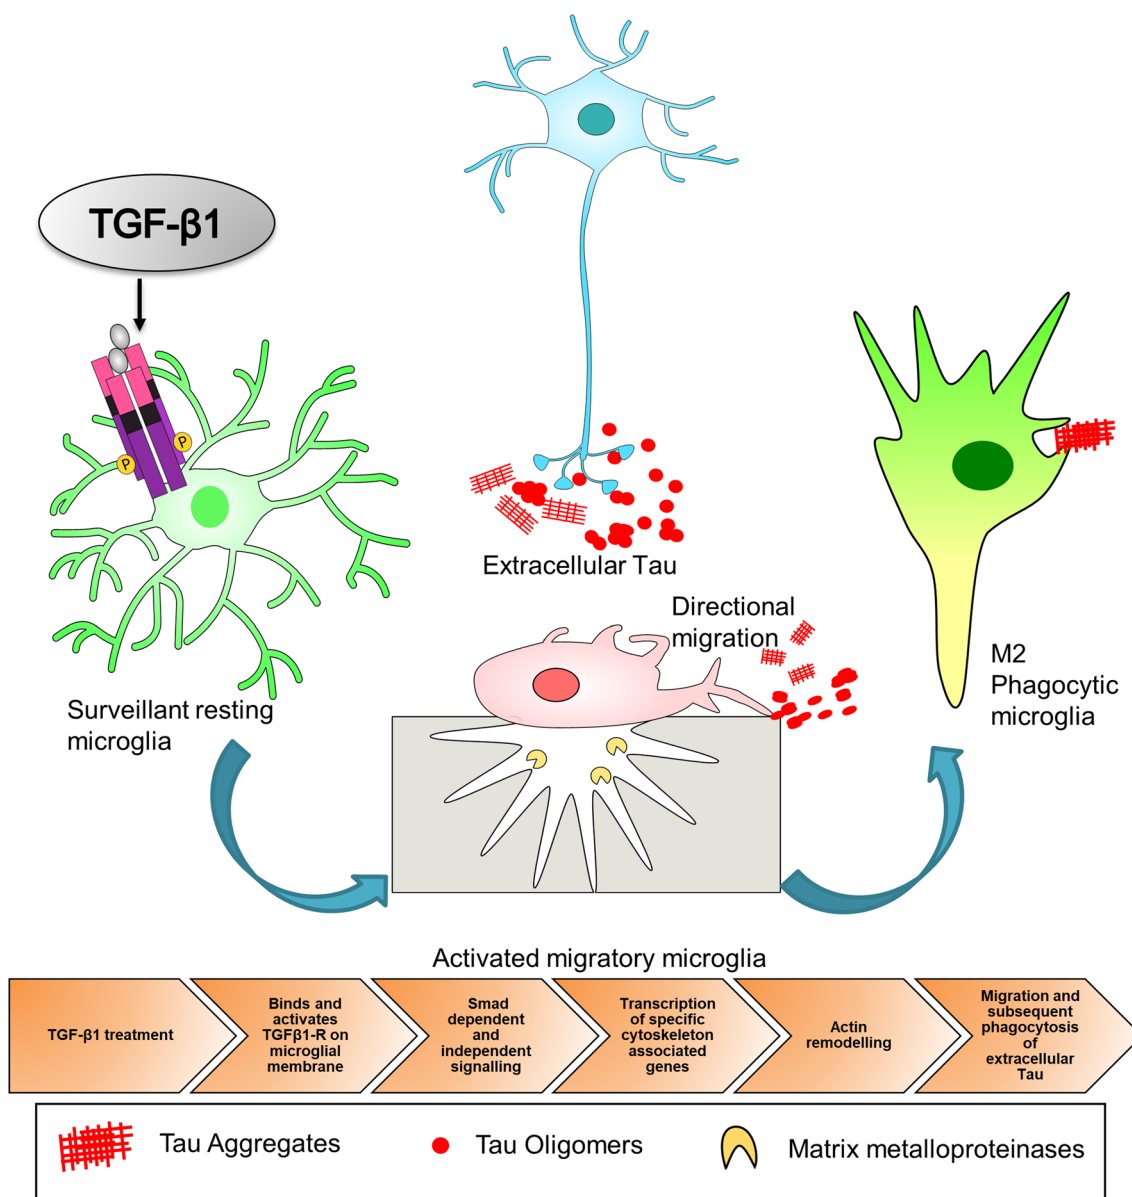 TGF-β1
P
P
Extracellular Tau
Directional
migration
Surveillant resting
microglia
M2
Phagocytic
microglia
Activated migratory microglia
TGF-β1 treatment
Binds and
activates
TGFβ1-R on
microglial
membrane
Smad
dependent
and
independent
signalling
Transcription
of specific
cytoskeleton
associated
genes
Actin
remodelling
Migration and
subsequent
phagocytosis
of
extracellular
Tau
Tau Aggregates
Tau Oligomers
Matrix metalloproteinases